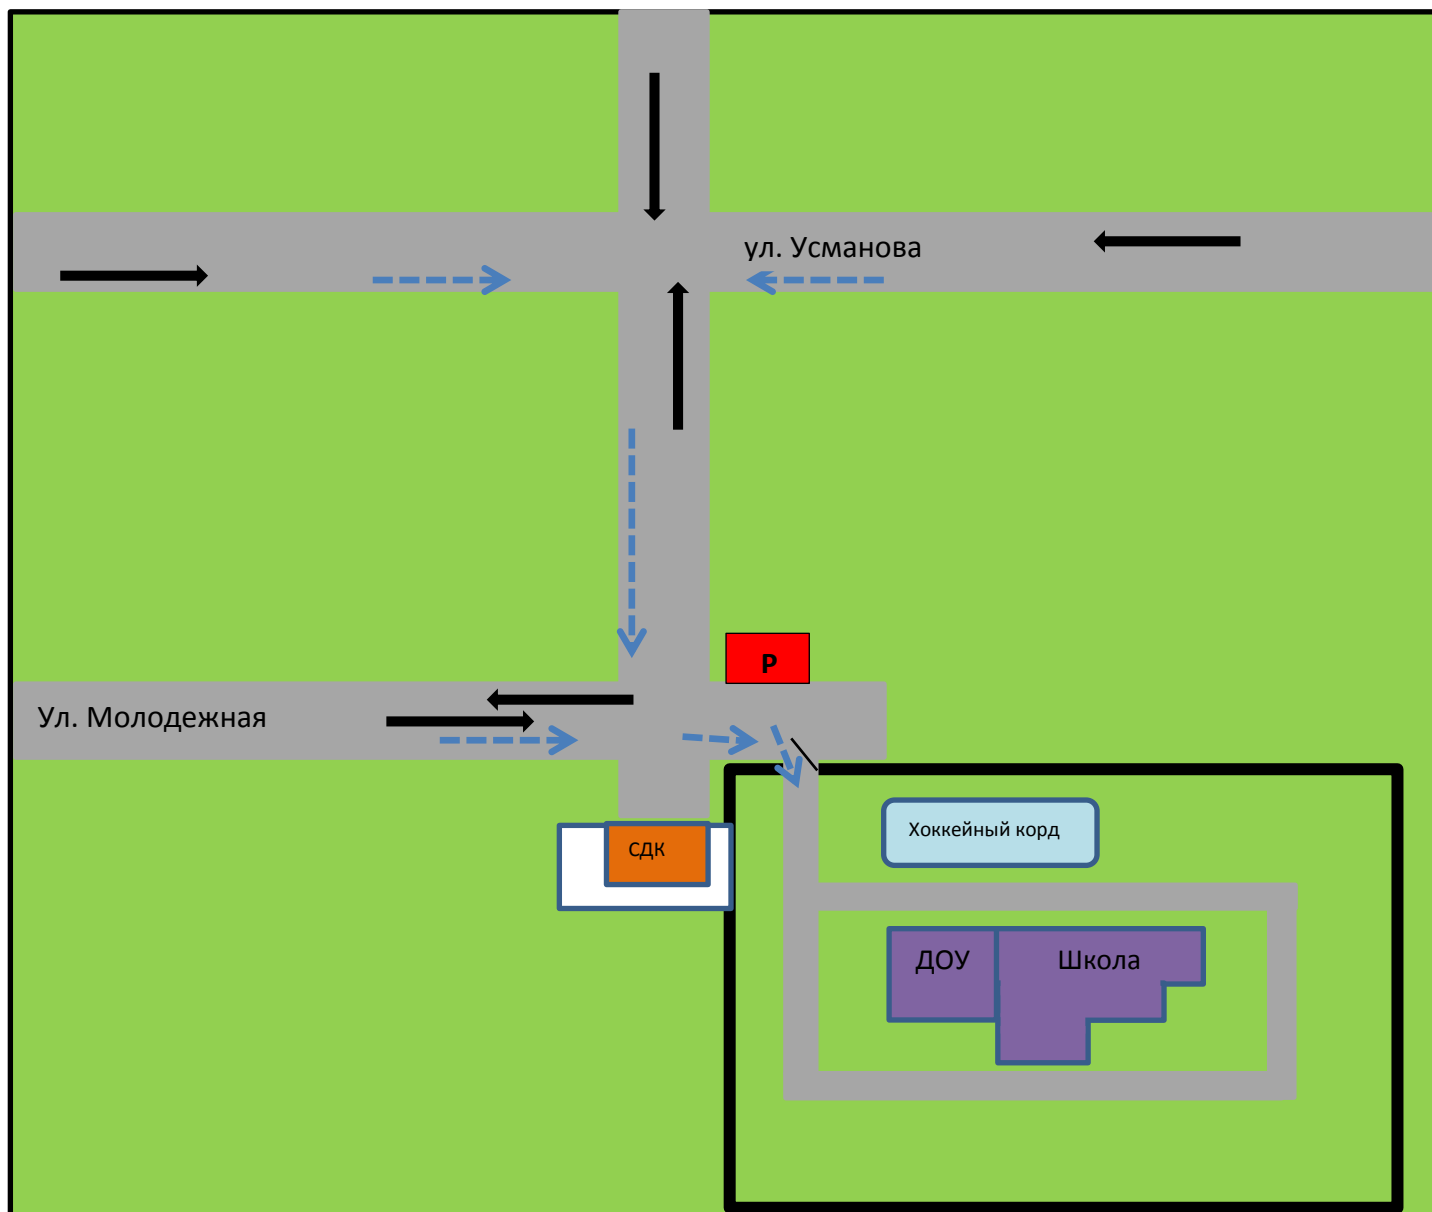 ул. Усманова
Р
Ул. Молодежная
Хоккейный корд
СДК
ДОУ
Школа